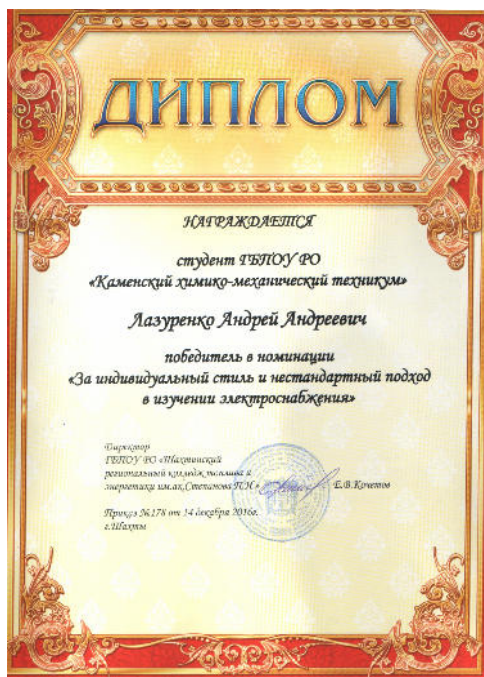 ДИПЛОМ
НАГРАЖДАЕТСЯ
студент ГБПОУ РО
«Каменский химико-механический техникум»
Лазуренко Андрей Андреевич
победитель в номинации
«За индивидуальный стиль и нестандартный подход
в изучении электроснабжения»
Директор
ГБПОУ РО «Шахтинский
региональный колледж топлива и
энергетики им.ак.Степанова П.И.» Е.В.Кочетов
Приказ №178 от 14 декабря 2016г.
г.Шахты